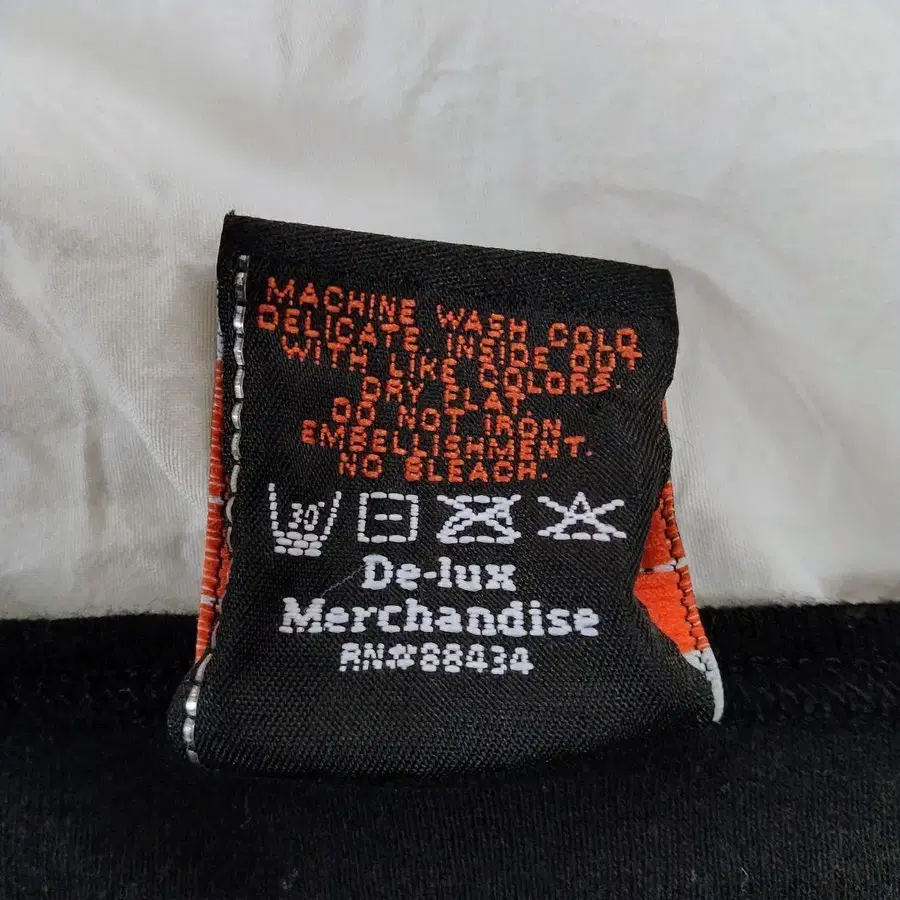 MACHINE WASH COLD
DELICATE INSIDE OUT
WITH LIKE COLORS.
DRY FLAT.
DO NOT IRON
EMBELLISHMENT.
NO BLEACH.
30°
De-lux
Merchandise
RN#88434